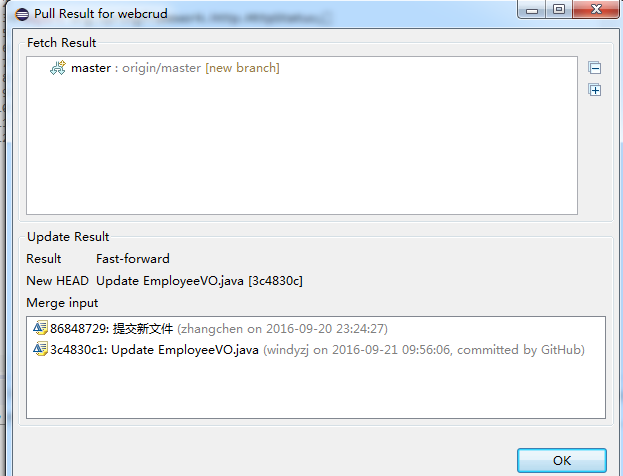 Pull Result for webcrud
Fetch Result
master : origin/master [new branch]
Update Result
Result Fast-forward
New HEAD Update EmployeeVO.java [3c4830c]
Merge input
86848729: 提交新文件 (zhangchen on 2016-09-20 23:24:27)
3c4830c1: Update EmployeeVO.java (windyzj on 2016-09-21 09:56:06, committed by GitHub)
OK